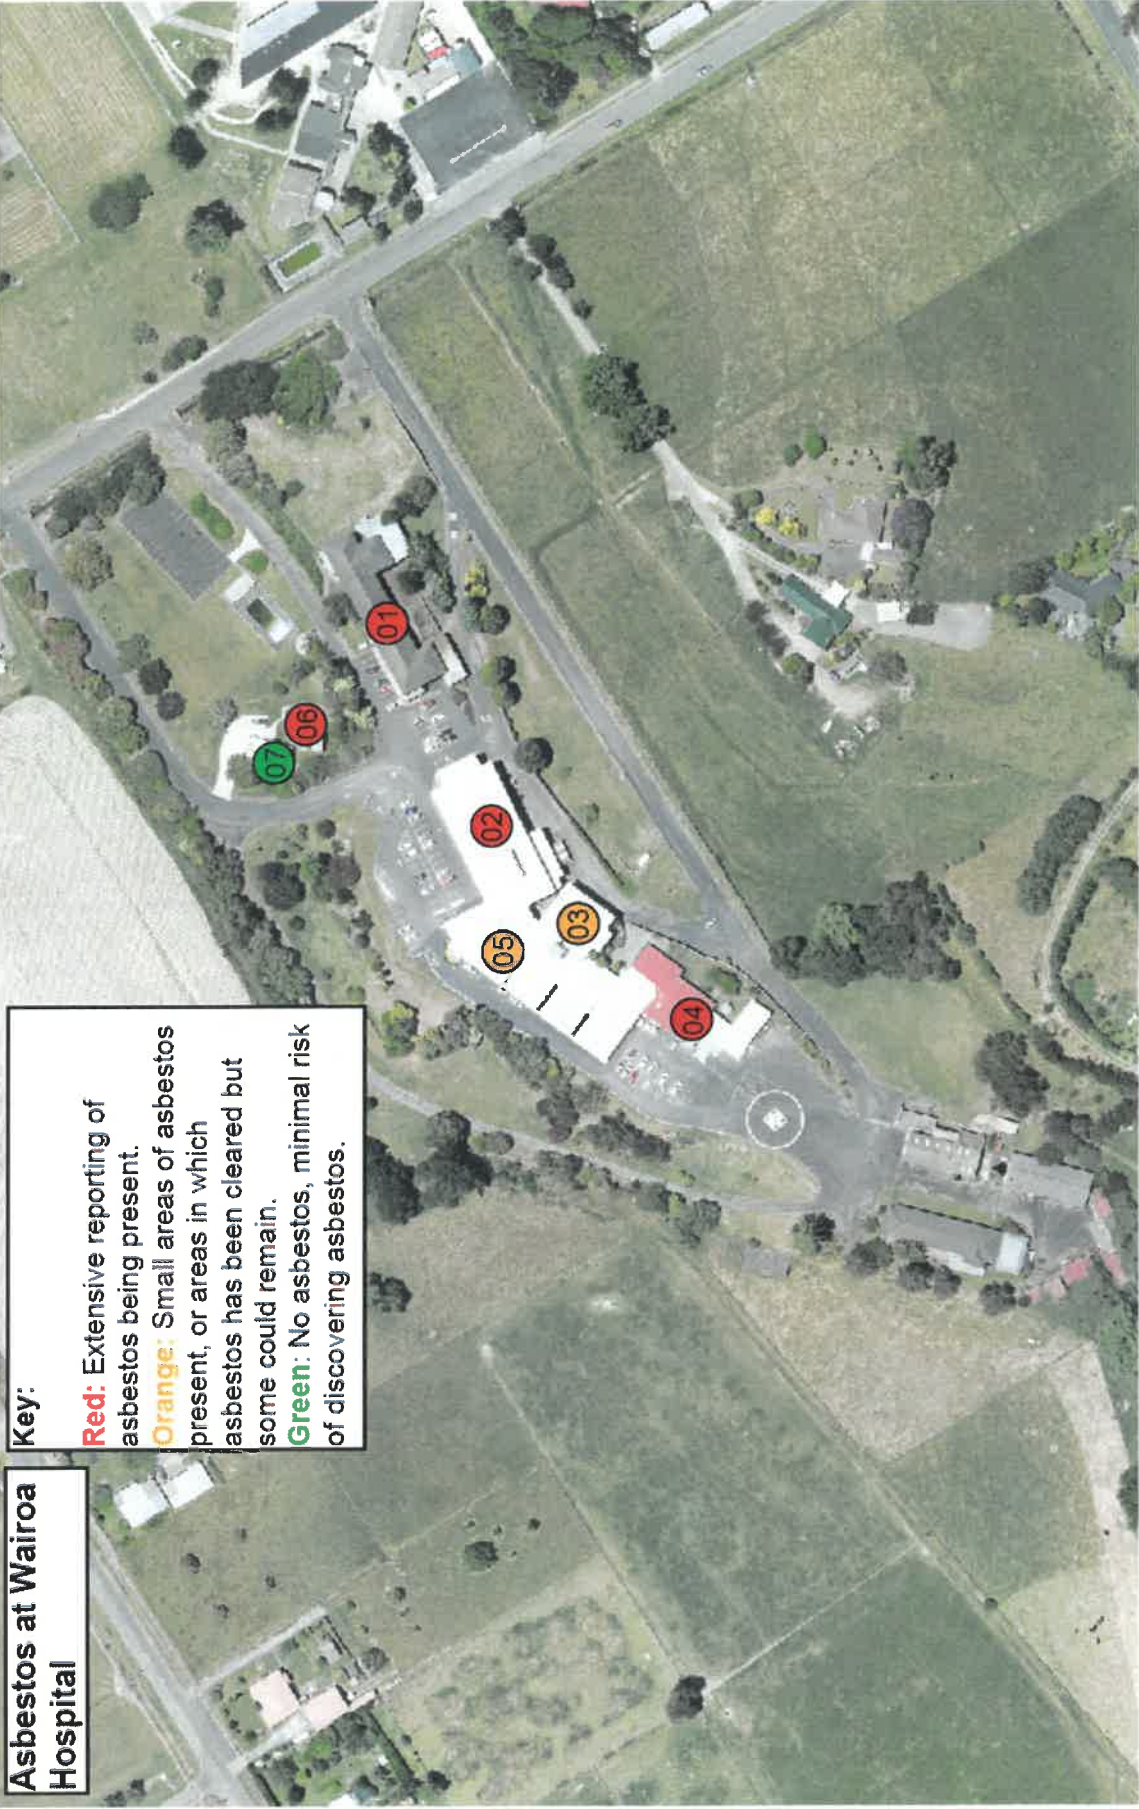 Asbestos at Wairoa
Hospital
Key:
Red: Extensive reporting of
asbestos being present.
Orange: Small areas of asbestos
present, or areas in which
asbestos has been cleared but
some could remain.
Green: No asbestos, minimal risk
of discovering asbestos.
01
02
03
04
05
06
07